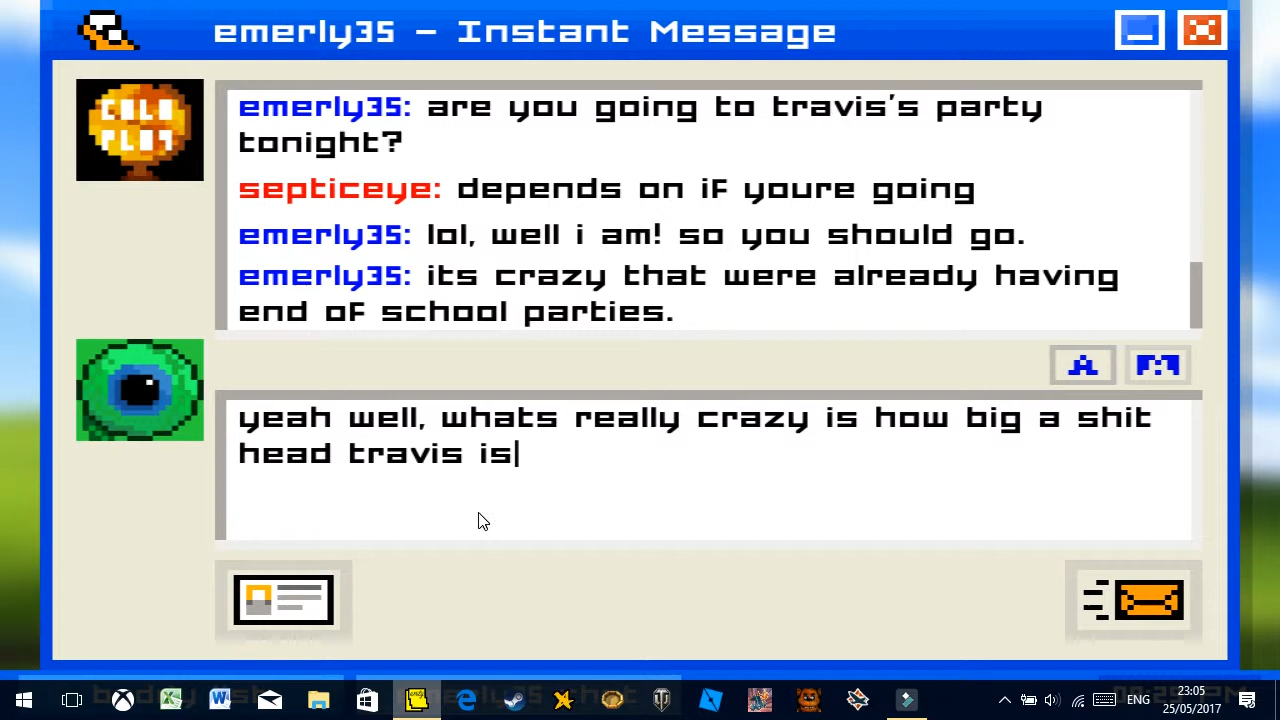 emerly35 - Instant Message
COLD
PLAY
emerly35: are you going to travis's party
tonight?
septiceye: depends on if youre going
emerly35: lol, well i am! so you should go.
emerly35: its crazy that were already having
end of school parties.
A
yeah well, whats really crazy is how big a shit
head travis is
ENG
23:05
25/05/2017